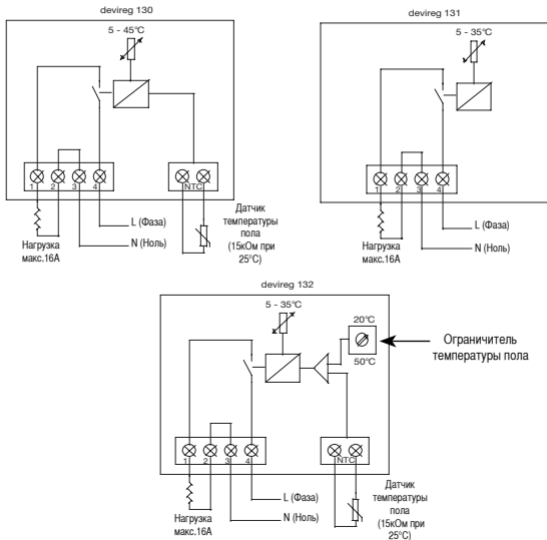 devireg 130
5 - 45°C
1 2 3 4
NTC
L (Фаза)
N (Ноль)
Нагрузка
макс.16А
Датчик
температуры
пола
(15кОм при
25°C)
devireg 131
5 - 35°C
1 2 3 4
L (Фаза)
N (Ноль)
Нагрузка
макс.16А
devireg 132
5 - 35°C
20°C
50°C
Ограничитель
температуры пола
1 2 3 4
NTC
L (Фаза)
N (Ноль)
Нагрузка
макс.16А
Датчик
температуры
пола
(15кОм при
25°C)